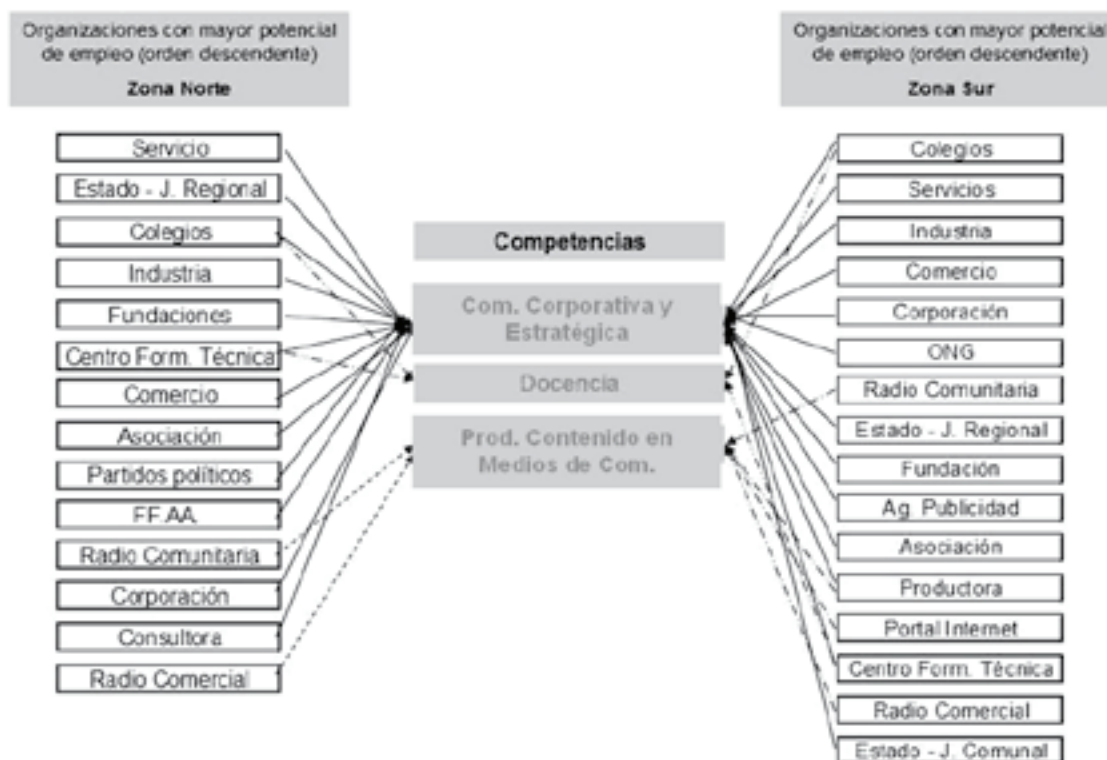 Organizaciones con mayor potencial
de empleo (orden descendente)
Zona Norte
Servicio
Estado - J. Regional
Colegios
Industria
Fundaciones
Centro Form. Técnica
Comercio
Asociación
Partidos políticos
FF.AA.
Radio Comunitaria
Corporación
Consultora
Radio Comercial
Competencias
Com. Corporativa y
Estratégica
Docencia
Prod. Contenido en
Medios de Com.
Organizaciones con mayor potencial
de empleo (orden descendente)
Zona Sur
Colegios
Servicios
Industria
Comercio
Corporación
ONG
Radio Comunitaria
Estado - J. Regional
Fundación
Ag. Publicidad
Asociación
Productora
Portal Internet
Centro Form. Técnica
Radio Comercial
Estado - J. Comunal